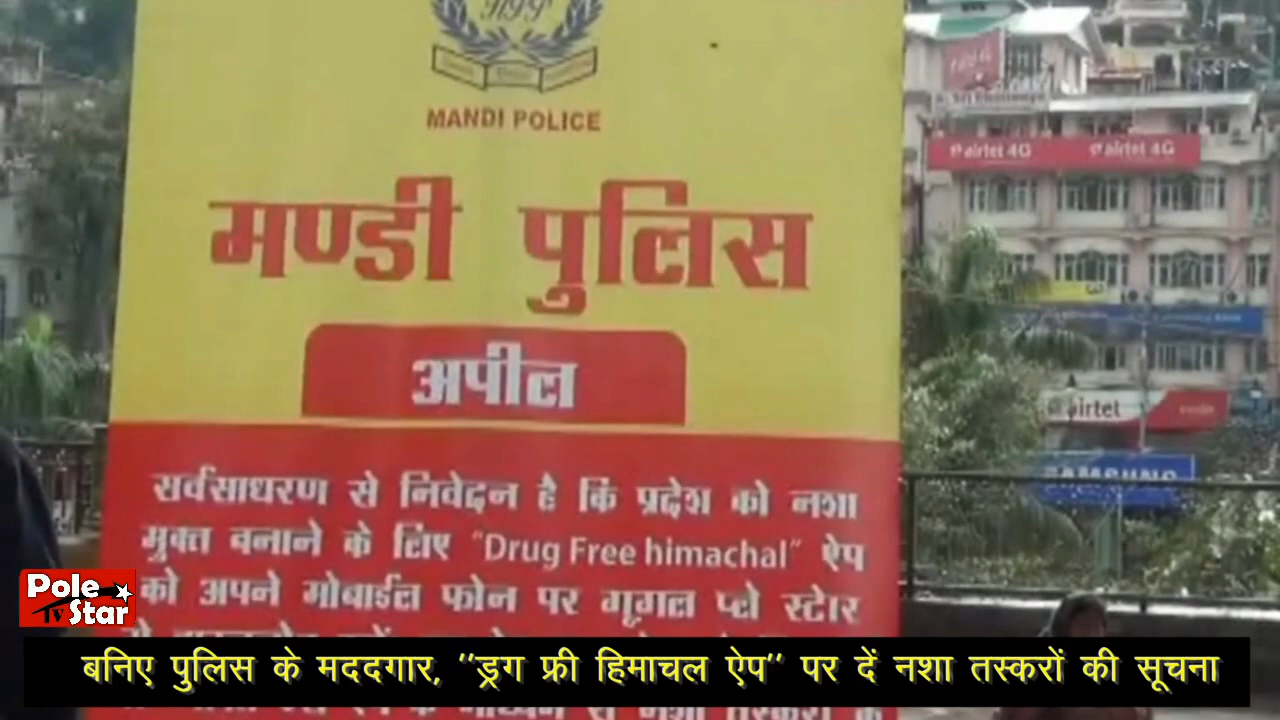 MANDI POLICE
मण्डी पुलिस
अपील
सर्वसाधरण से निवेदन है कि प्रदेश को नशा
मुक्त बनाने के लिए "Drug Free himachal" ऐप
को अपने मोबाईल फोन पर गूगल प्ले स्टोर
airtel 4G airtel 4G
airtel
SAMSUNG
Pole Star TV
बनिए पुलिस के मददगार, "ड्रग फ्री हिमाचल ऐप" पर दें नशा तस्करों की सूचना